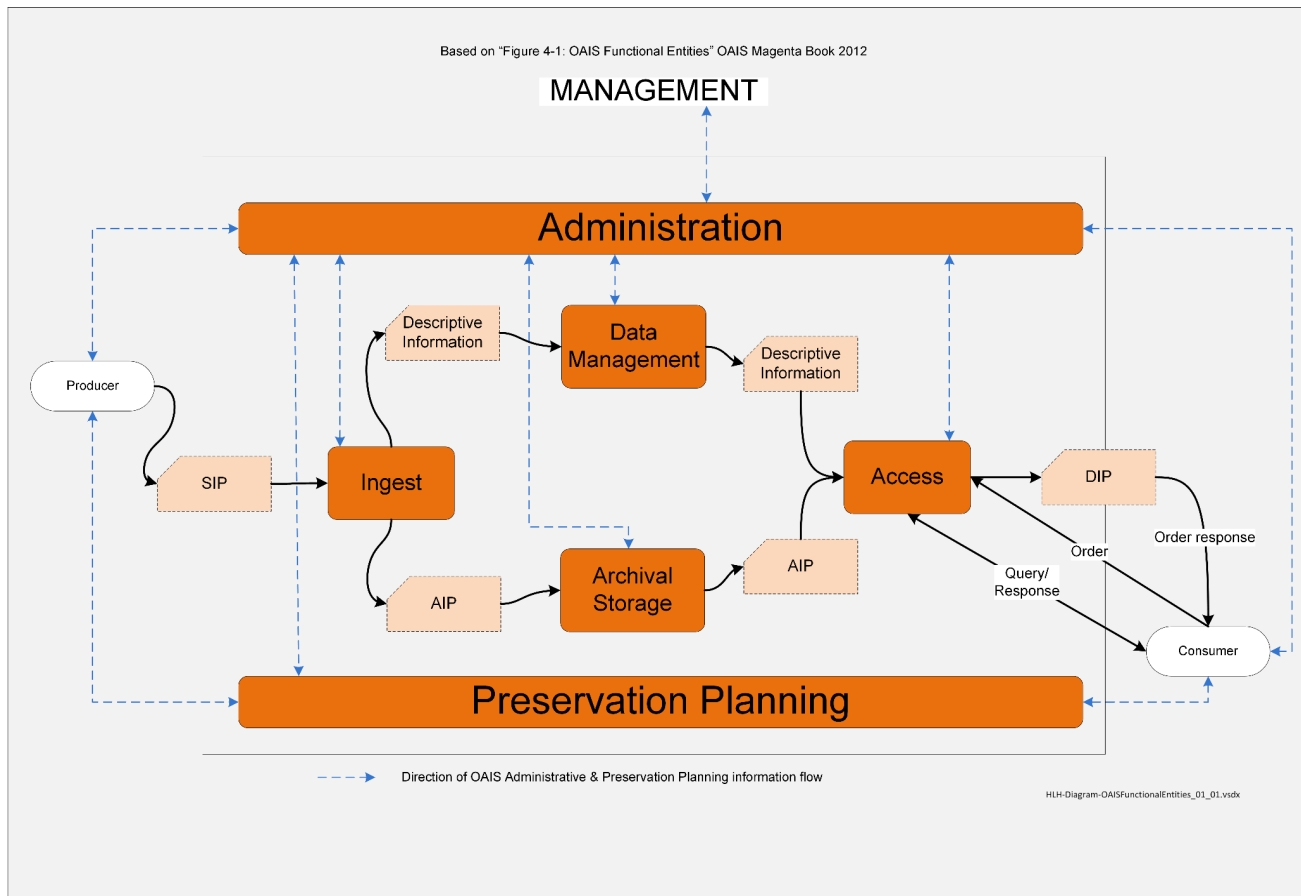 Based on “Figure 4-1: OAIS Functional Entities” OAIS Magenta Book 2012
MANAGEMENT
Administration
Descriptive
Information
Data
Management
Descriptive
Information
Producer
SIP
Ingest
Access
DIP
Order response
Order
Query/
Response
AIP
Archival
Storage
AIP
Consumer
Preservation Planning
Direction of OAIS Administrative & Preservation Planning information flow
HLH-Diagram-OAISFunctionalEntities_01_01.vsdx